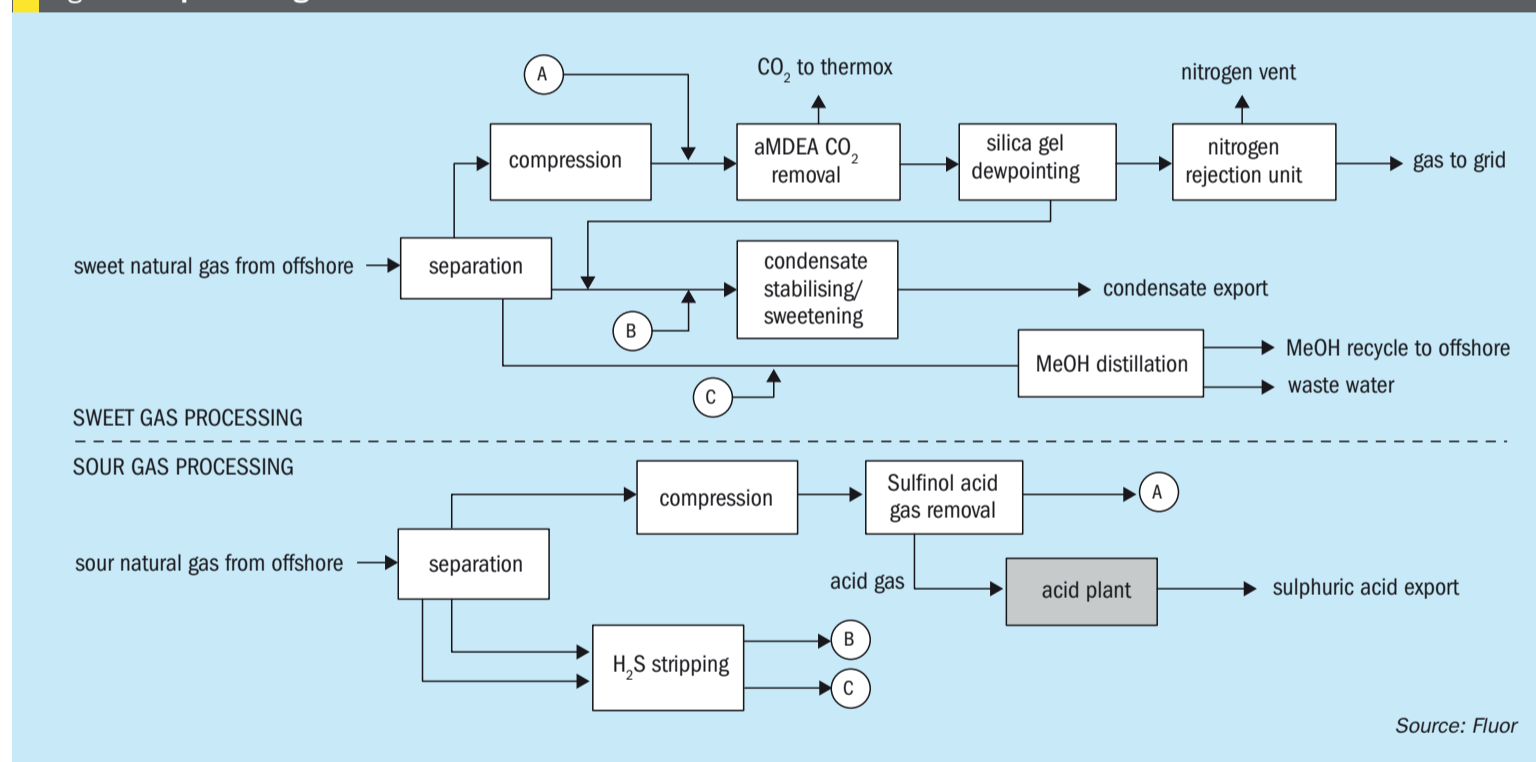 A
CO2 to thermox
nitrogen vent
compression
aMDEA CO2
removal
silica gel
dewpointing
nitrogen
rejection unit
gas to grid
sweet natural gas from offshore
separation
condensate
stabilising/
sweetening
condensate export
B
MeOH distillation
MeOH recycle to offshore
waste water
C
SWEET GAS PROCESSING
SOUR GAS PROCESSING
compression
Sulfinol acid
gas removal
A
sour natural gas from offshore
separation
acid gas
acid plant
sulphuric acid export
H2S stripping
B
C
Source: Fluor